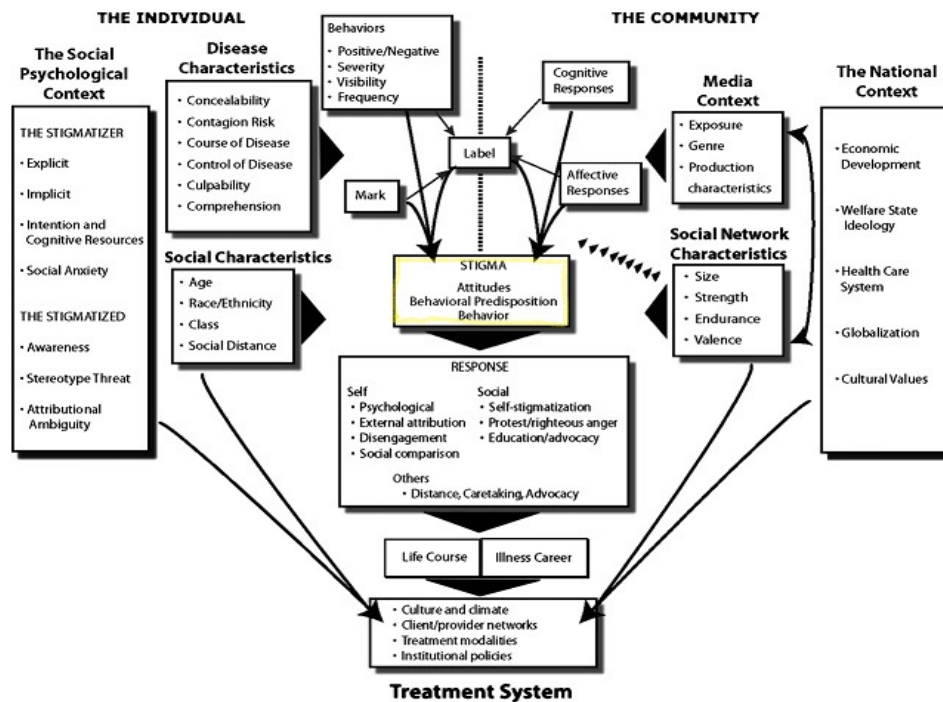 THE INDIVIDUAL
THE COMMUNITY
The Social
Psychological
Context
THE STIGMATIZER
• Explicit
• Implicit
• Intention and
Cognitive Resources
• Social Anxiety
THE STIGMATIZED
• Awareness
• Stereotype Threat
• Attributional
Ambiguity
Disease
Characteristics
• Concealability
• Contagion Risk
• Course of Disease
• Control of Disease
• Culpability
• Comprehension
Social Characteristics
• Age
• Race/Ethnicity
• Class
• Social Distance
Behaviors
• Positive/Negative
• Severity
• Visibility
• Frequency
Cognitive
Responses
Label
Mark
Affective
Responses
Media
Context
• Exposure
• Genre
• Production
characteristics
Social Network
Characteristics
• Size
• Strength
• Endurance
• Valence
The National
Context
• Economic
Development
• Welfare State
Ideology
• Health Care
System
• Globalization
• Cultural Values
STIGMA
Attitudes
Behavioral Predisposition
Behavior
RESPONSE
Self
• Psychological
• External attribution
• Disengagement
• Social comparison
Social
• Self-stigmatization
• Protest/righteous anger
• Education/advocacy
Others
• Distance, Caretaking, Advocacy
Life Course
Illness Career
• Culture and climate
• Client/provider networks
• Treatment modalities
• Institutional policies
Treatment System